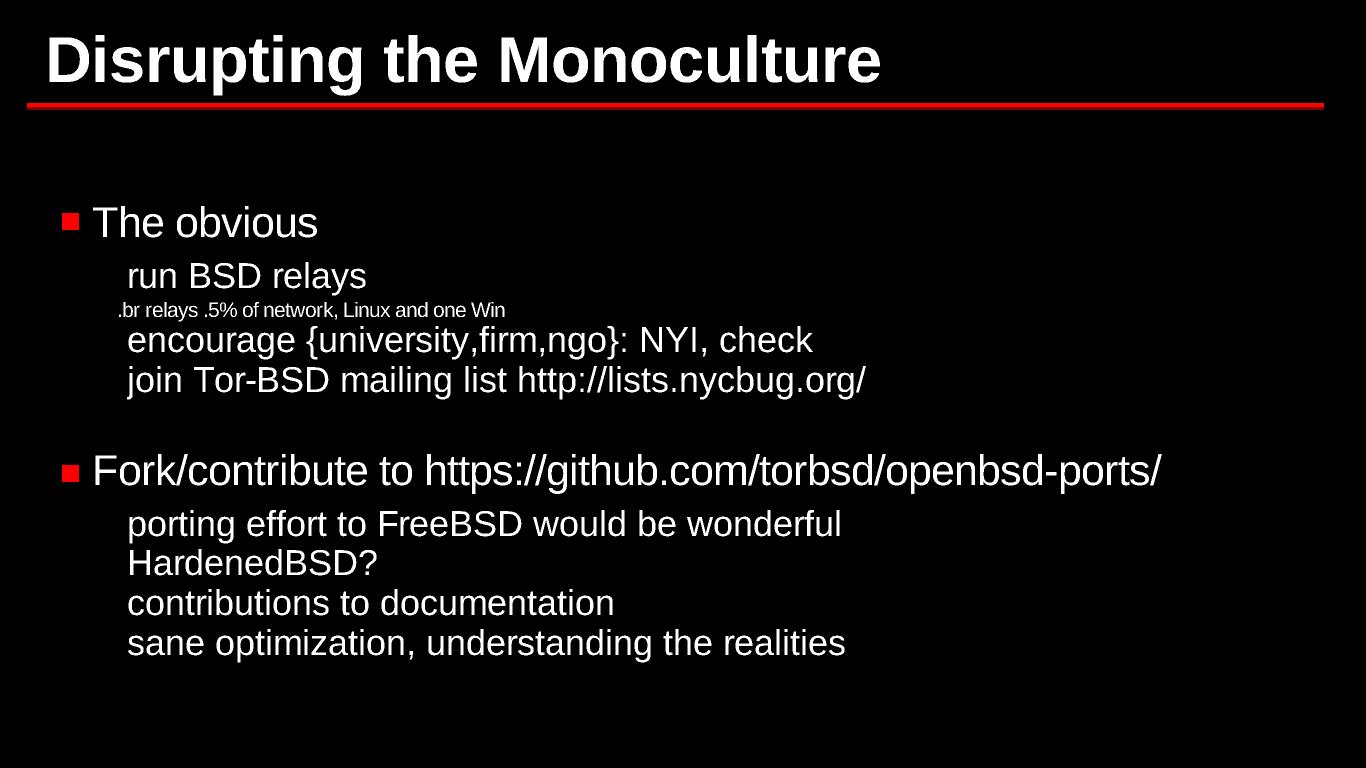 Disrupting the Monoculture
The obvious
run BSD relays
.br relays .5% of network, Linux and one Win
encourage {university,firm,ngo}: NYI, check
join Tor-BSD mailing list http://lists.nycbug.org/
Fork/contribute to https://github.com/torbsd/openbsd-ports/
porting effort to FreeBSD would be wonderful
HardenedBSD?
contributions to documentation
sane optimization, understanding the realities